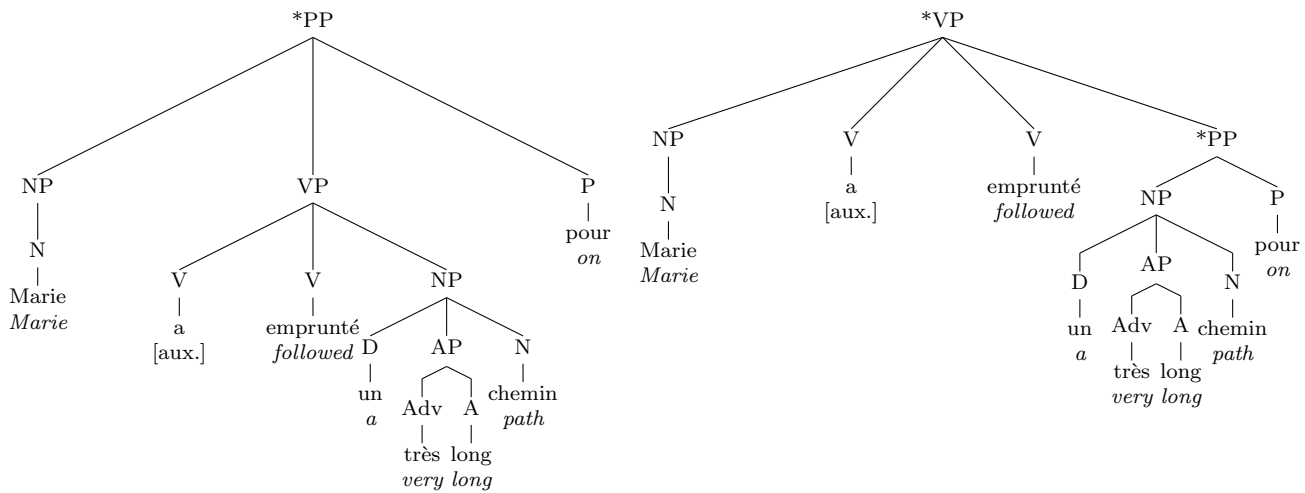 *PP
NP VP P
N
Marie
Marie
V V NP
a
[aux.]
emprunté
followed
D AP N
un
a
Adv A
très long
very long
chemin
path
pour
on
*VP
NP V V *PP
N
Marie
Marie
a
[aux.]
emprunté
followed
NP P
D AP N
un
a
Adv A
très long
very long
chemin
path
pour
on